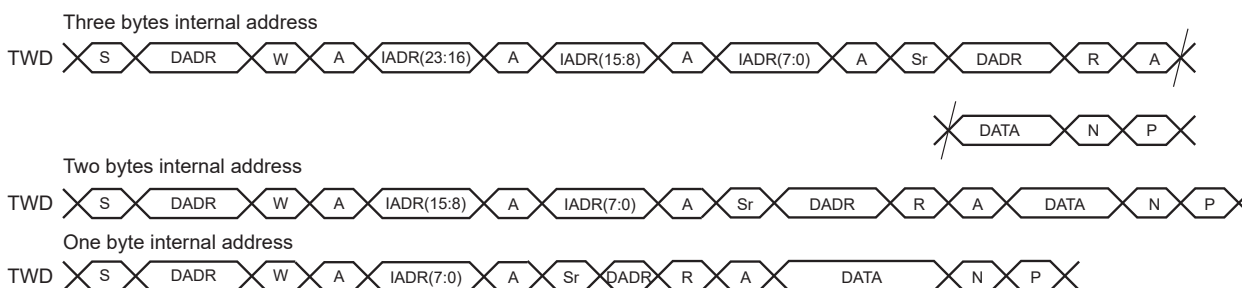 Three bytes internal address
TWD S DADR W A IADR(23:16) A IADR(15:8) A IADR(7:0) A Sr DADR R A
DATA N P
Two bytes internal address
TWD S DADR W A IADR(15:8) A IADR(7:0) A Sr DADR R A DATA N P
One byte internal address
TWD S DADR W A IADR(7:0) A Sr DADR R A DATA N P